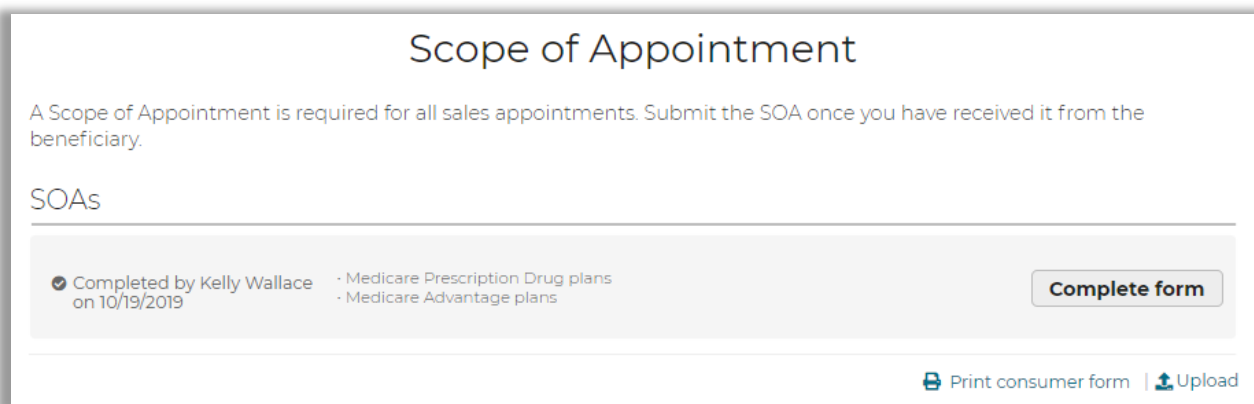 Scope of Appointment
A Scope of Appointment is required for all sales appointments. Submit the SOA once you have received it from the
beneficiary.
SOAs
Completed by Kelly Wallace
on 10/19/2019
· Medicare Prescription Drug plans
· Medicare Advantage plans
Complete form
Print consumer form | Upload